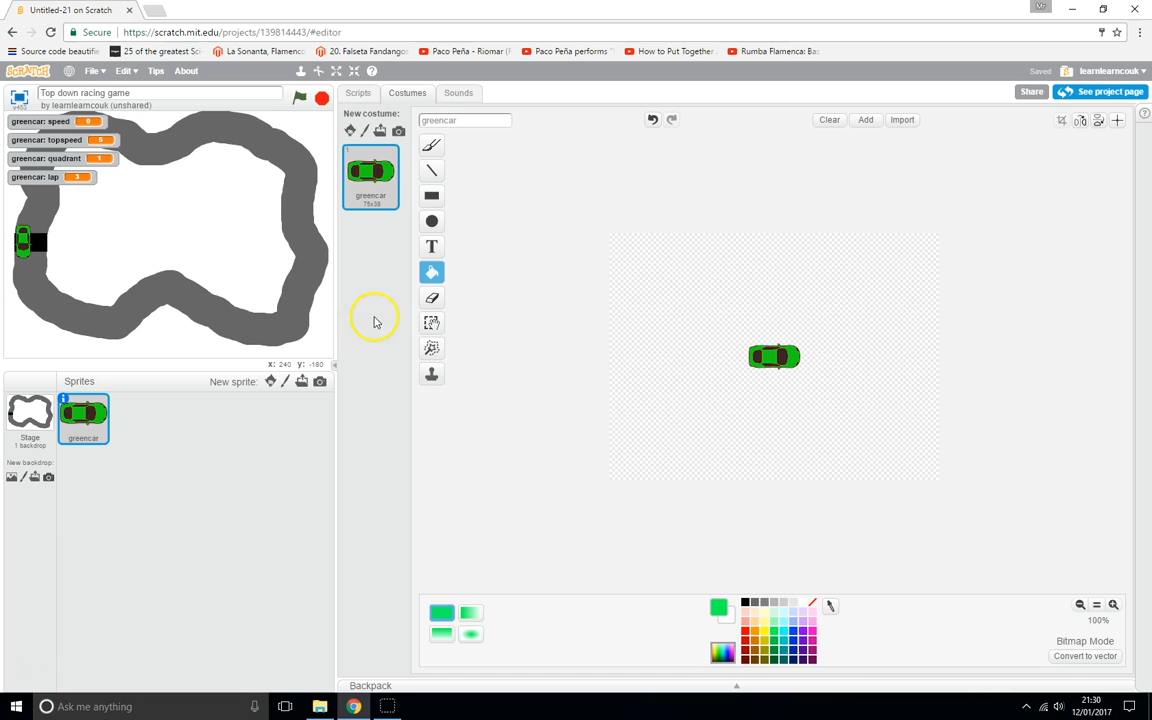 Untitled-21 on Scratch
Mr
Secure
https://scratch.mit.edu/projects/139814443/#editor
Source code beautifie
25 of the greatest Sc
La Sonanta, Flamenco
20. Falseta Fandangos
Paco Peña - Riomar (F
Paco Peña performs "
How to Put Together
Rumba Flamenca: Ba
SCRATCH
File
Edit
Tips
About
Saved
learnlearncouk
Top down racing game
by learnlearncouk (unshared)
v453
Scripts
Costumes
Sounds
Share
See project page
greencar: speed 0
greencar: topspeed 5
greencar: quadrant 1
greencar: lap 3
New costume:
1
greencar
75x38
greencar
Clear
Add
Import
T
x: 240 y: -180
Sprites
New sprite:
Stage
1 backdrop
New backdrop:
greencar
100%
Bitmap Mode
Convert to vector
Backpack
Ask me anything
21:30
12/01/2017